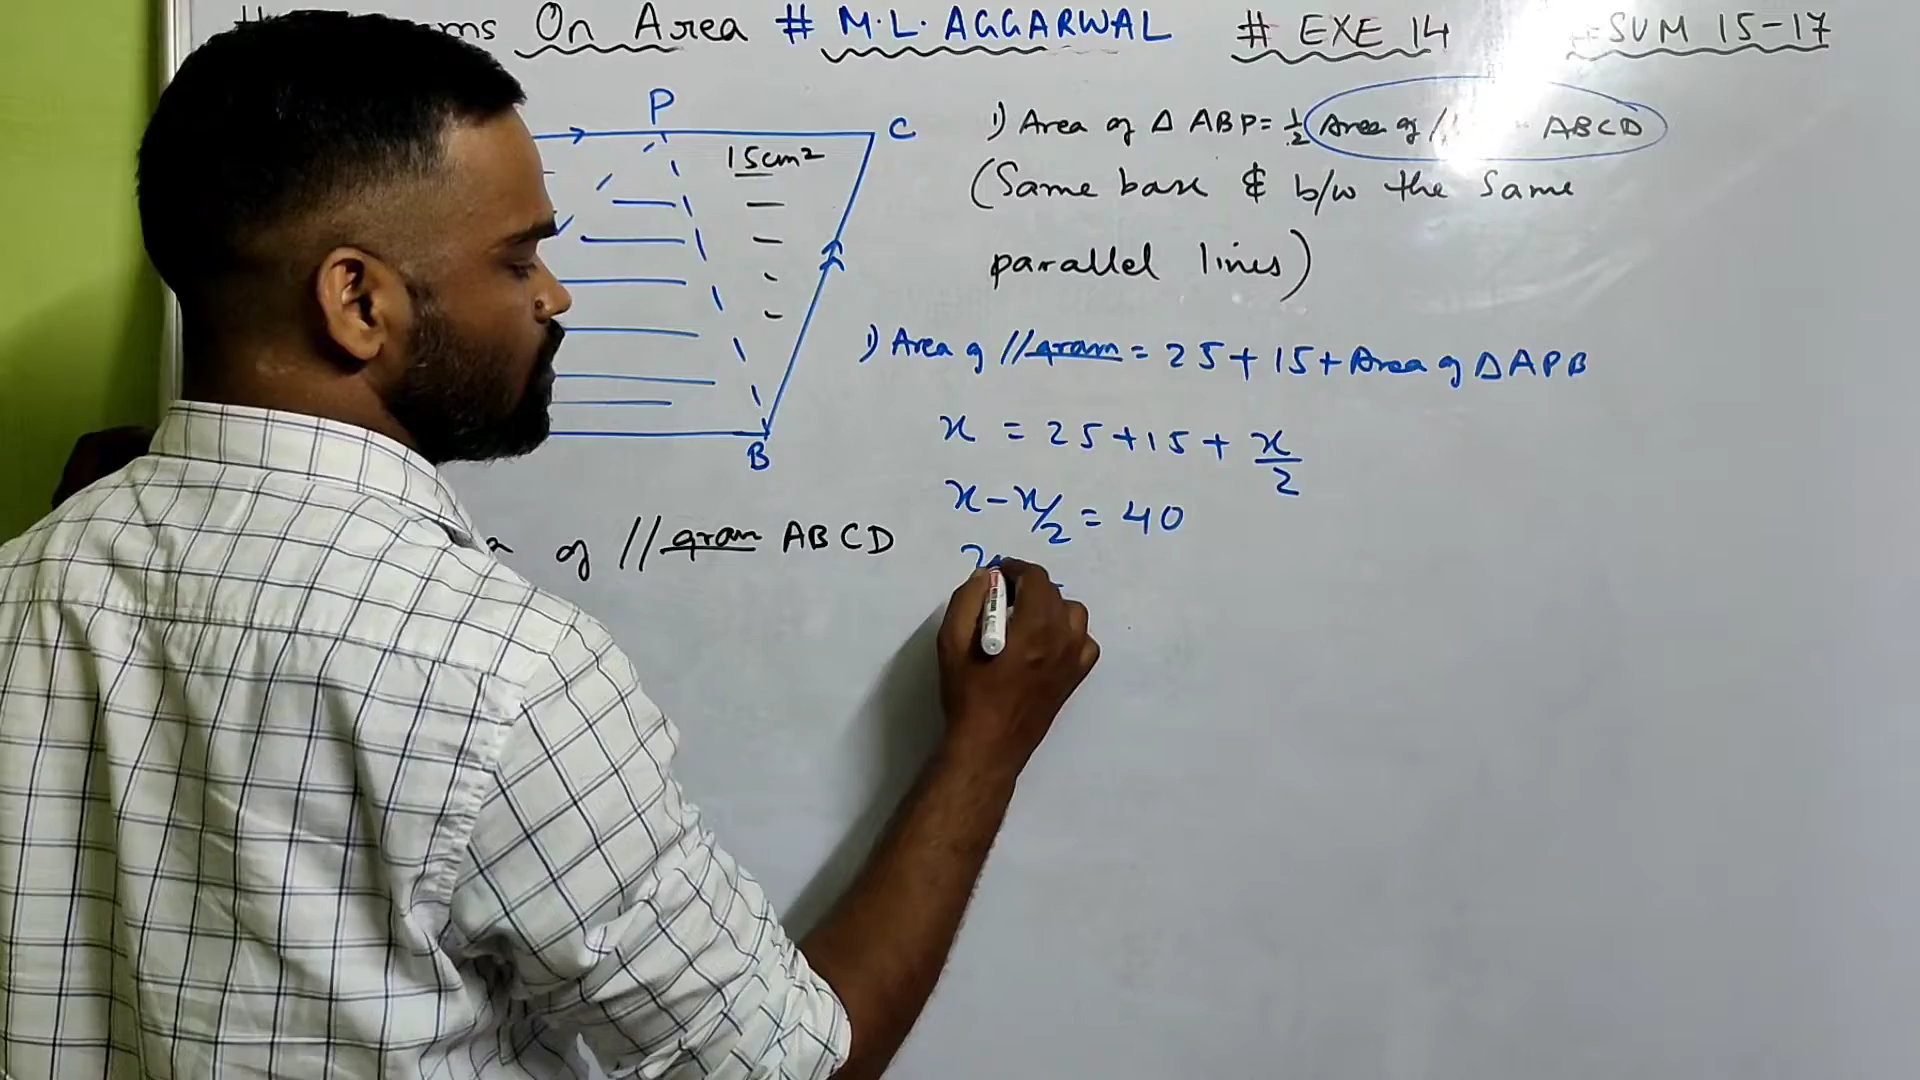 On Area # M.L. AGGARWAL # EXE 14 SUM 15-17
P
C
15cm²
B
1) Area of Δ ABP = 1/2 Area of // ABCD
(Same base & b/w the Same
parallel lines)
1) Area of //gram = 25 + 15 + Area of Δ APB
x = 25 + 15 + x/2
x - x/2 = 40
of //gram ABCD